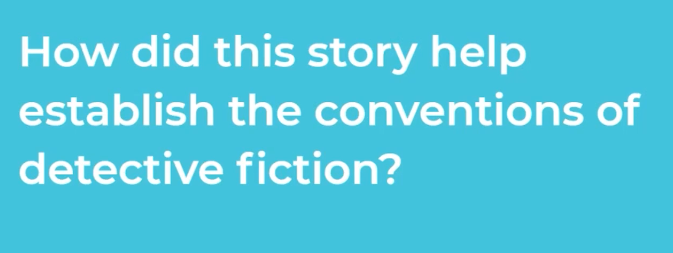 How did this story help
establish the conventions of
detective fiction?